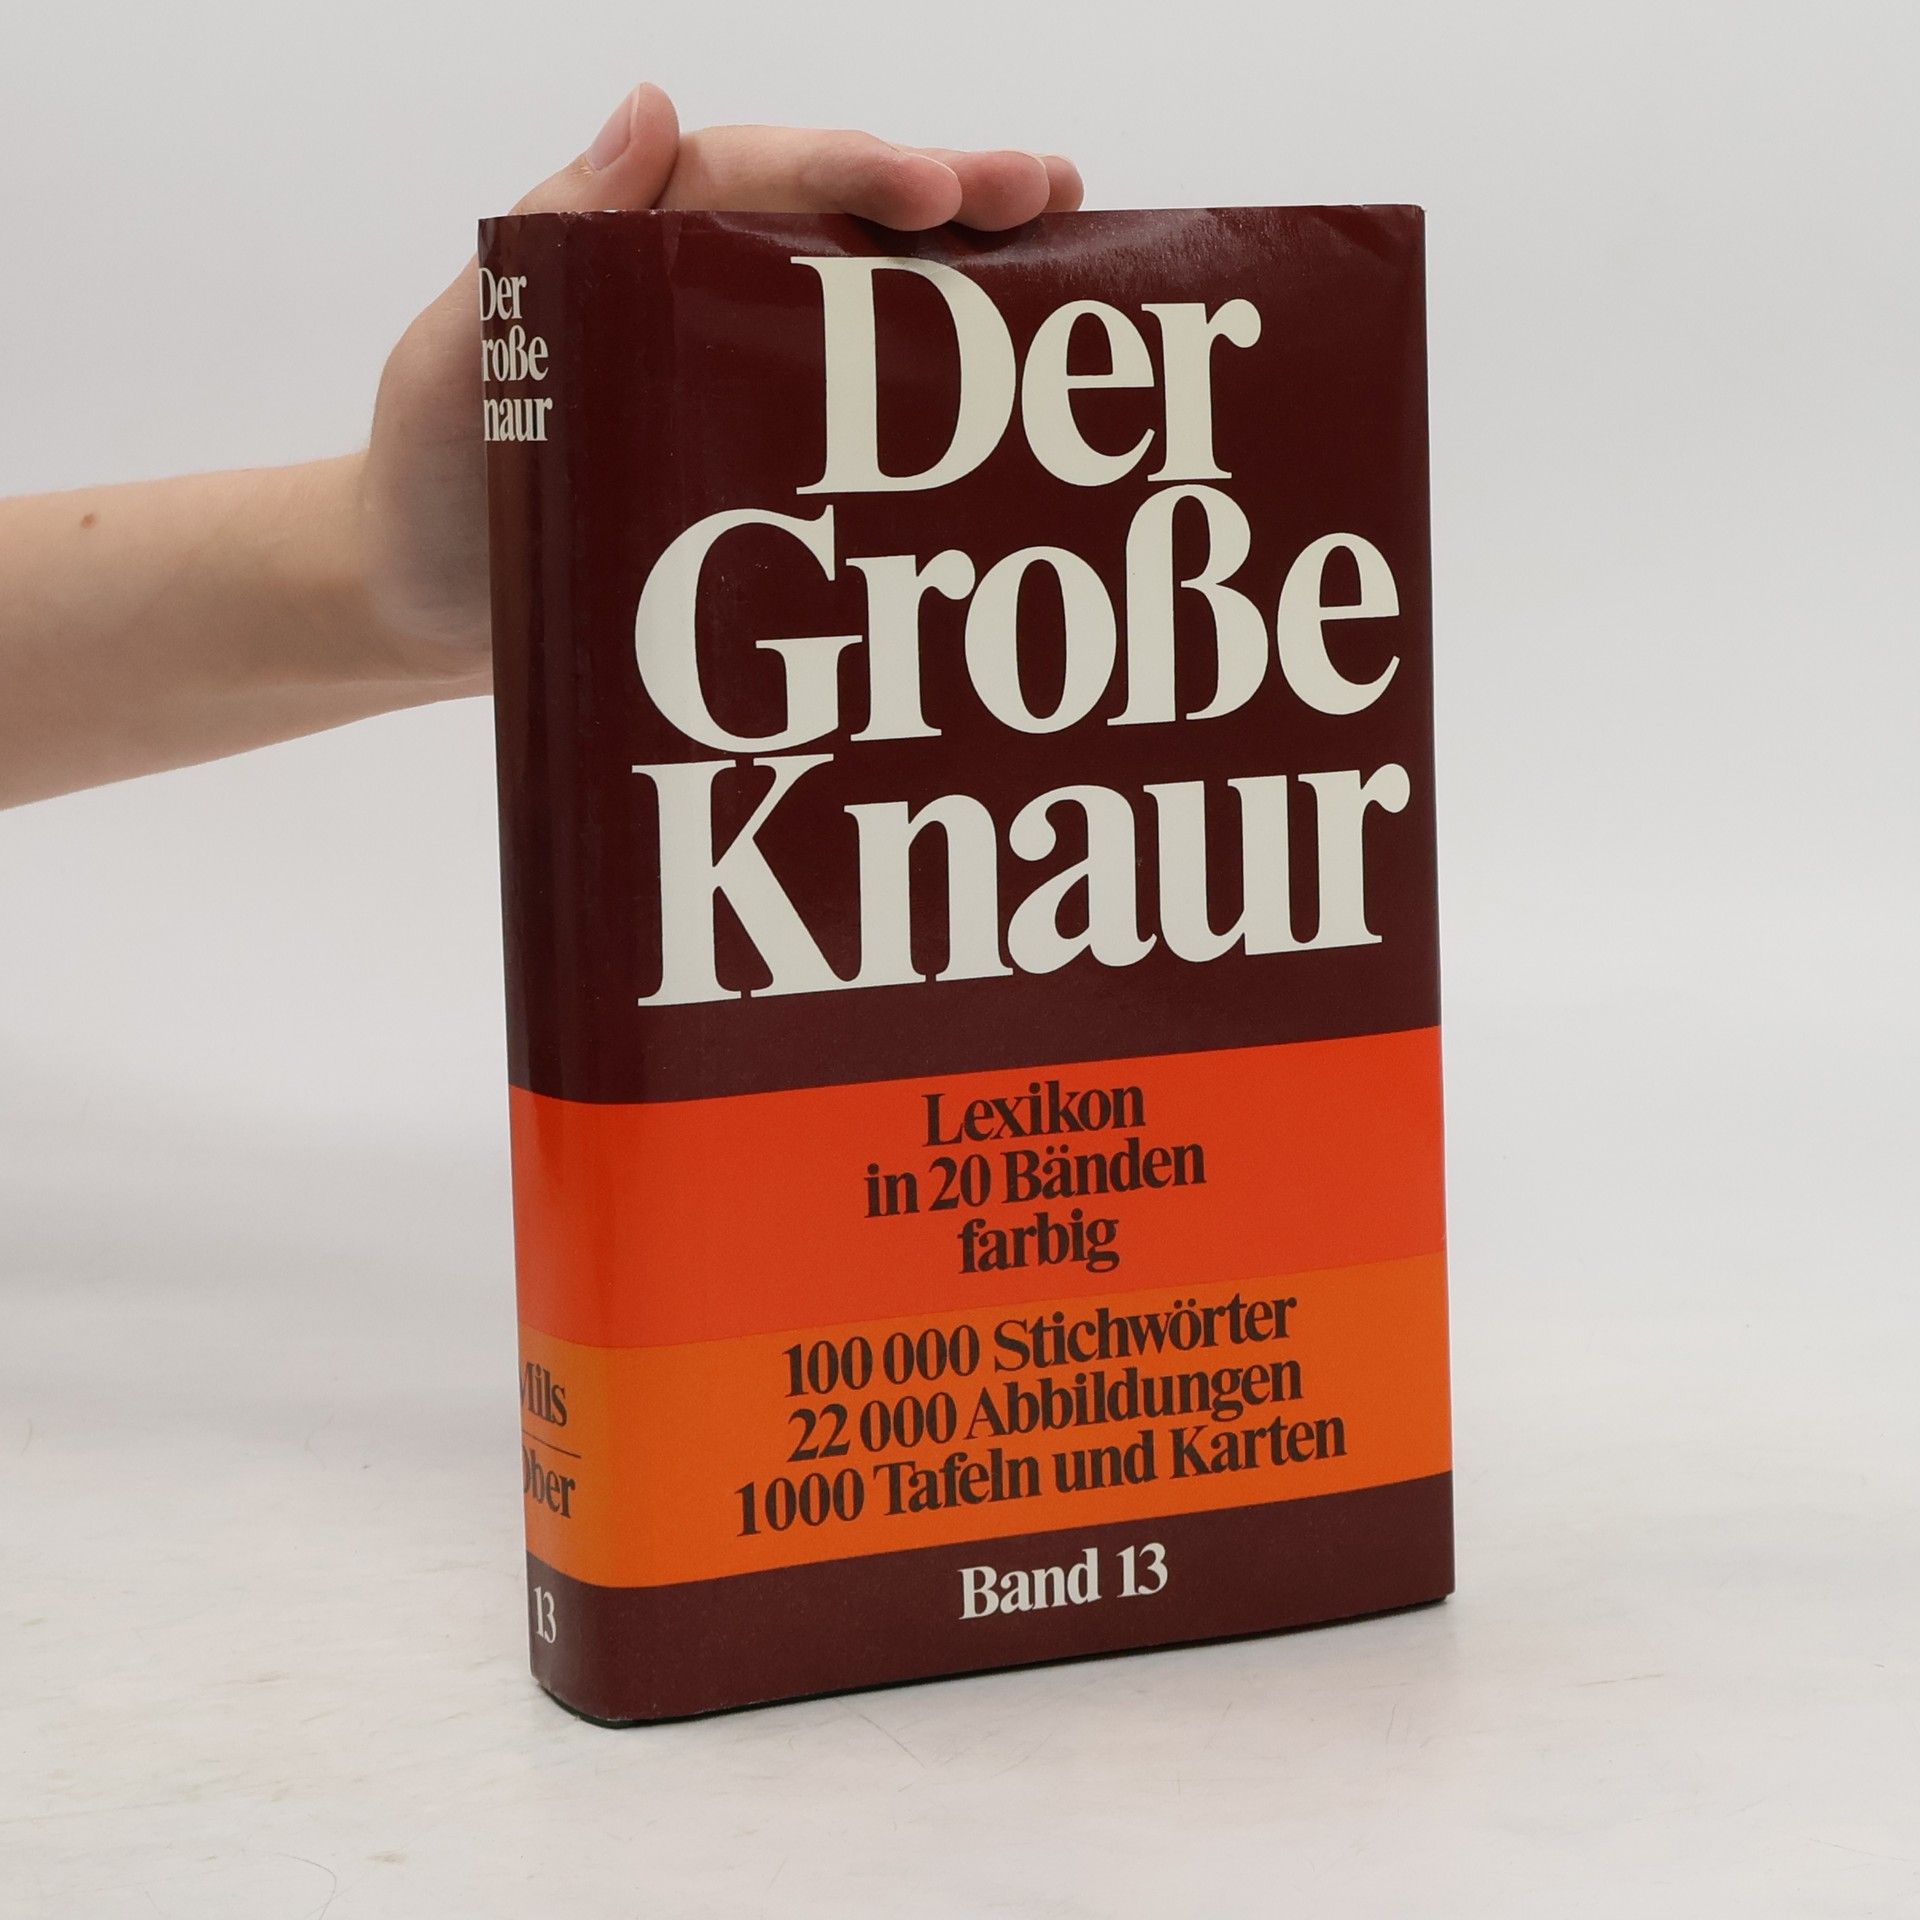 Der
Große
Knaur
Mils
Ober
13
Der
Große
Knaur
Lexikon
in 20 Bänden
farbig
100 000 Stichwörter
22 000 Abbildungen
1000 Tafeln und Karten
Band 13